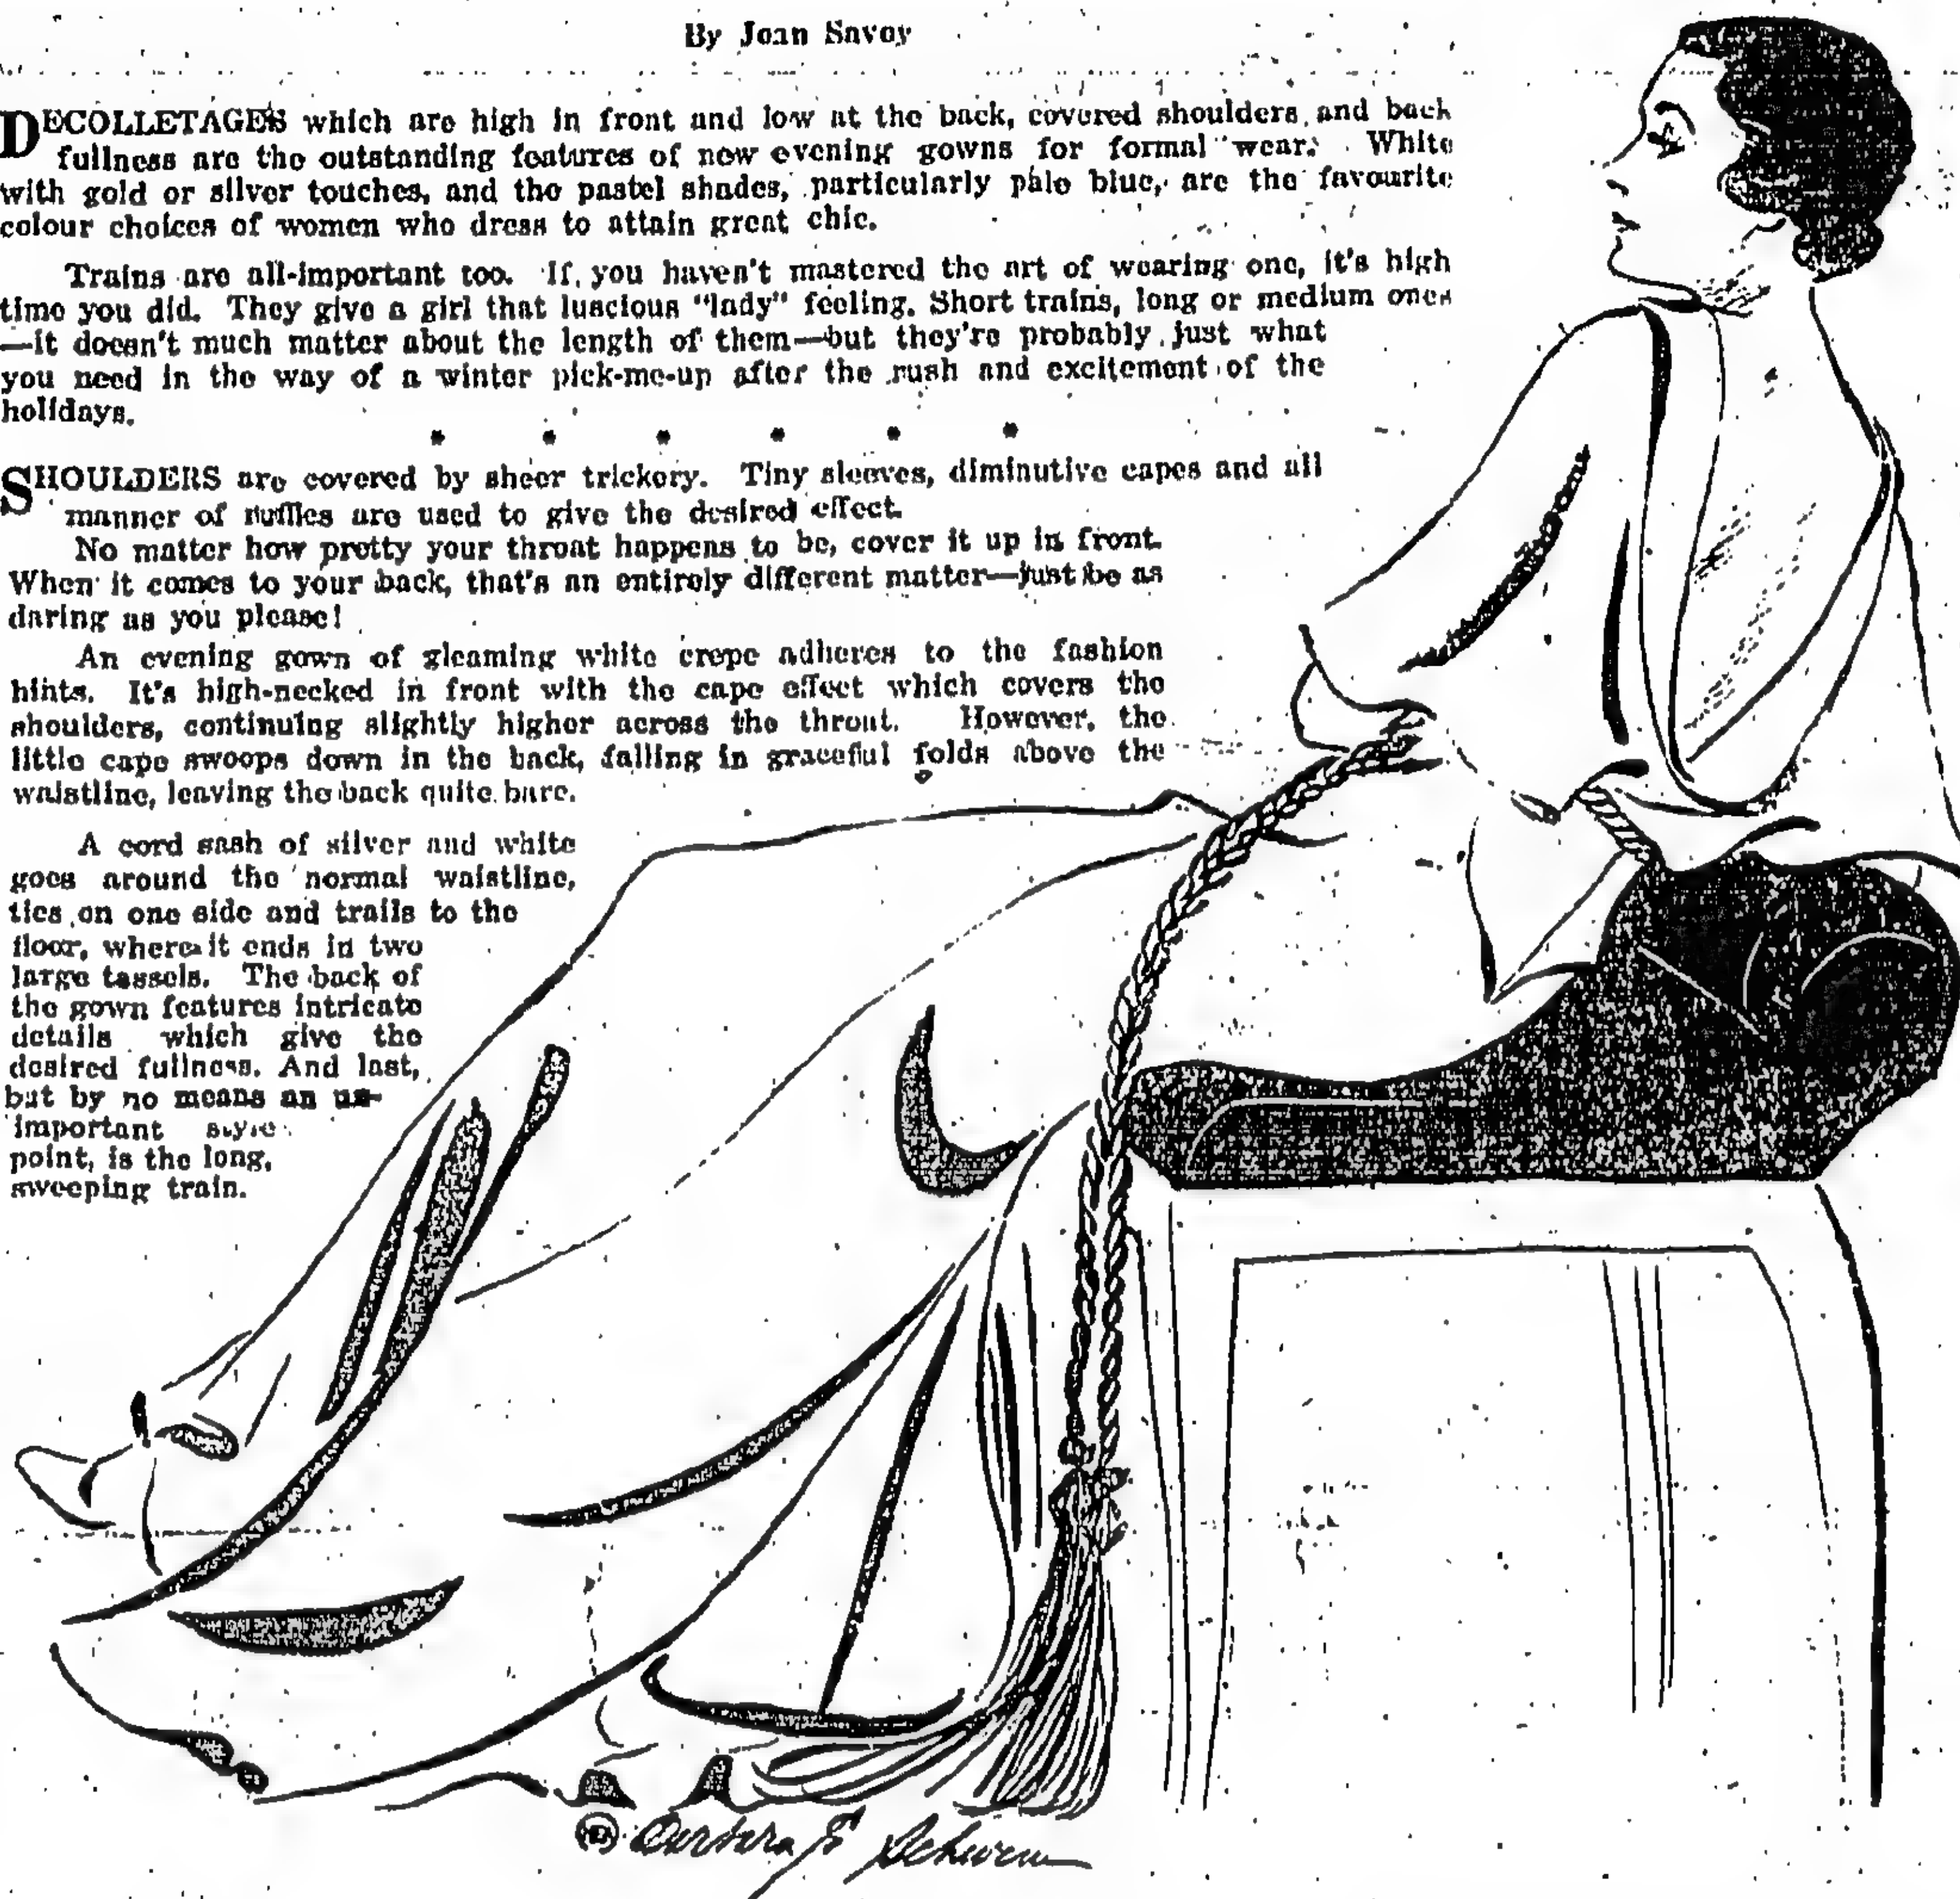 By Joan Savoy
DECOLLETAGES which are high in front and low at the back, covered shoulders, and back
fullness are the outstanding features of new evening gowns for formal wear. White
with gold or silver touches, and the pastel shades, particularly pale blue, are the favourite
colour choices of women who dress to attain great chic.
Trains are all-important too. If you haven't mastered the art of wearing one, it's high
time you did. They give a girl that luscious "lady" feeling. Short trains, long or medium ones
—it doesn't much matter about the length of them—but they're probably just what
you need in the way of a winter pick-me-up after the rush and excitement of the
holidays.
* * * * * *
SHOULDERS are covered by sheer trickery. Tiny sleeves, diminutive capes and all
manner of ruffles are used to give the desired effect.
No matter how pretty your throat happens to be, cover it up in front.
When it comes to your back, that's an entirely different matter—just be as
daring as you please!
An evening gown of gleaming white crepe adheres to the fashion
hints. It's high-necked in front with the cape effect which covers the
shoulders, continuing slightly higher across the throat. However, the
little cape swoops down in the back, falling in graceful folds above the
waistline, leaving the back quite bare.
A cord sash of silver and white
goes around the normal waistline,
ties on one side and trails to the
floor, where it ends in two
large tassels. The back of
the gown features intricate
details which give the
desired fullness. And last,
but by no means an un-
important style
point, is the long,
sweeping train.